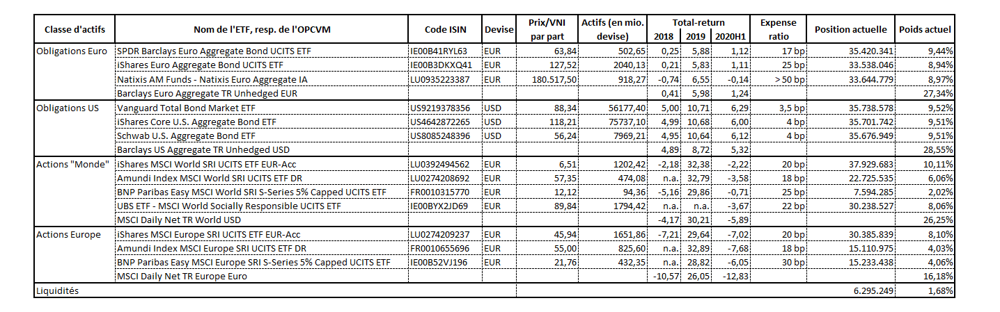 Classe d'actifs Nom de l'ETF, resp. de l'OPCVM Code ISIN Devise Prix/VNI par part Actifs (en mio. devise) Total-return 2018 2019 2020H1 Expense ratio Position actuelle Poids actuel
Obligations Euro SPDR Barclays Euro Aggregate Bond UCITS ETF IE00B41RYL63 EUR 63,84 502,65 0,25 5,88 1,12 17 bp 35.420.341 9,44%
iShares Euro Aggregate Bond UCITS ETF IE00B3DKXQ41 EUR 127,52 2040,13 0,21 5,83 1,11 25 bp 33.538.046 8,94%
Natixis AM Funds - Natixis Euro Aggregate IA LU0935223387 EUR 180.517,50 918,27 -0,74 6,55 -0,14 > 50 bp 33.644.779 8,97%
Barclays Euro Aggregate TR Unhedged EUR 0,41 5,98 1,24 27,34%
Obligations US Vanguard Total Bond Market ETF US9219378356 USD 88,34 56177,40 5,00 10,71 6,29 3,5 bp 35.738.578 9,52%
iShares Core U.S. Aggregate Bond ETF US4642872265 USD 118,21 75737,10 4,99 10,68 6,00 4 bp 35.701.742 9,51%
Schwab U.S. Aggregate Bond ETF US8085248396 USD 56,24 7969,21 4,95 10,64 6,12 4 bp 35.676.949 9,51%
Barclays US Aggregate TR Unhedged USD 4,89 8,72 5,32 28,55%
Actions "Monde" iShares MSCI World SRI UCITS ETF EUR-Acc LU0392494562 EUR 6,51 1202,42 -2,18 32,38 -2,22 20 bp 37.929.683 10,11%
Amundi Index MSCI World SRI UCITS ETF DR LU0274208692 EUR 57,35 474,08 n.a. 32,79 -3,58 18 bp 22.725.535 6,06%
BNP Paribas Easy MSCI World SRI S-Series 5% Capped UCITS ETF FR0010315770 EUR 12,12 94,36 -5,16 29,86 -0,71 25 bp 7.594.285 2,02%
UBS ETF - MSCI World Socially Responsible UCITS ETF IE00BYX2JD69 EUR 89,84 1794,42 n.a. n.a. -3,67 22 bp 30.238.527 8,06%
MSCI Daily Net TR World USD -4,17 30,21 -5,89 26,25%
Actions Europe iShares MSCI Europe SRI UCITS ETF EUR-Acc LU0274209237 EUR 45,94 1651,86 -7,21 29,64 -7,02 20 bp 30.385.839 8,10%
Amundi Index MSCI Europe SRI UCITS ETF DR FR0010655696 EUR 55,00 825,60 n.a. 32,89 -7,68 18 bp 15.110.975 4,03%
BNP Paribas Easy MSCI Europe SRI S-Series 5% Capped UCITS ETF IE00B52VJ196 EUR 21,76 432,35 n.a. 28,82 -6,05 30 bp 15.233.438 4,06%
MSCI Daily Net TR Europe Euro -10,57 26,05 -12,83 16,18%
Liquidités 6.295.249 1,68%